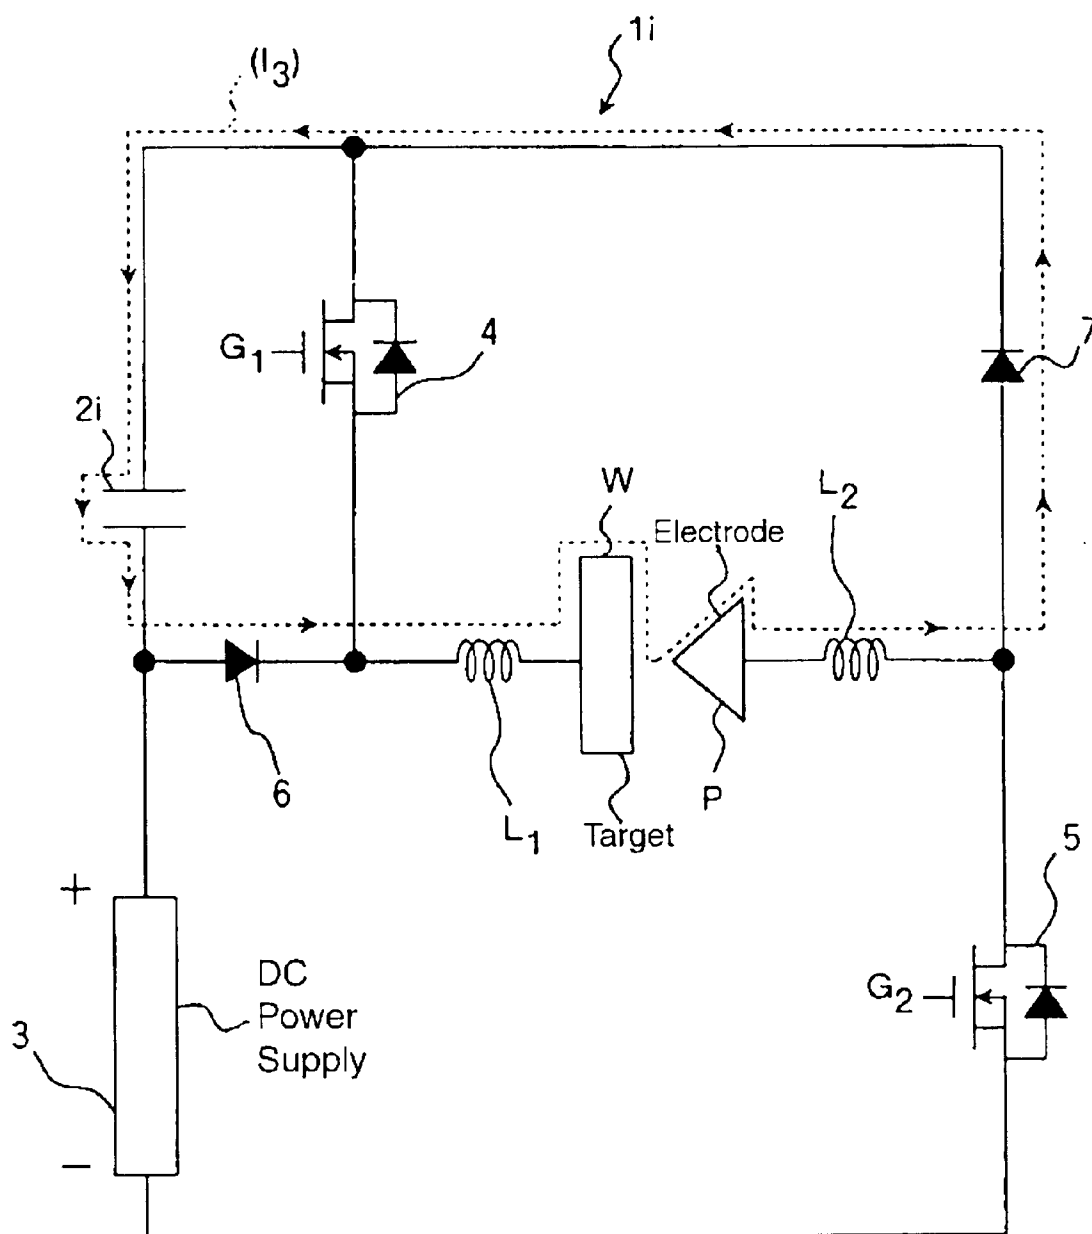 1i
(I3)
G1
4
7
2i
W
L2
Electrode
6
L1
P
Target
5
+
DC
Power
Supply
G2
3
−